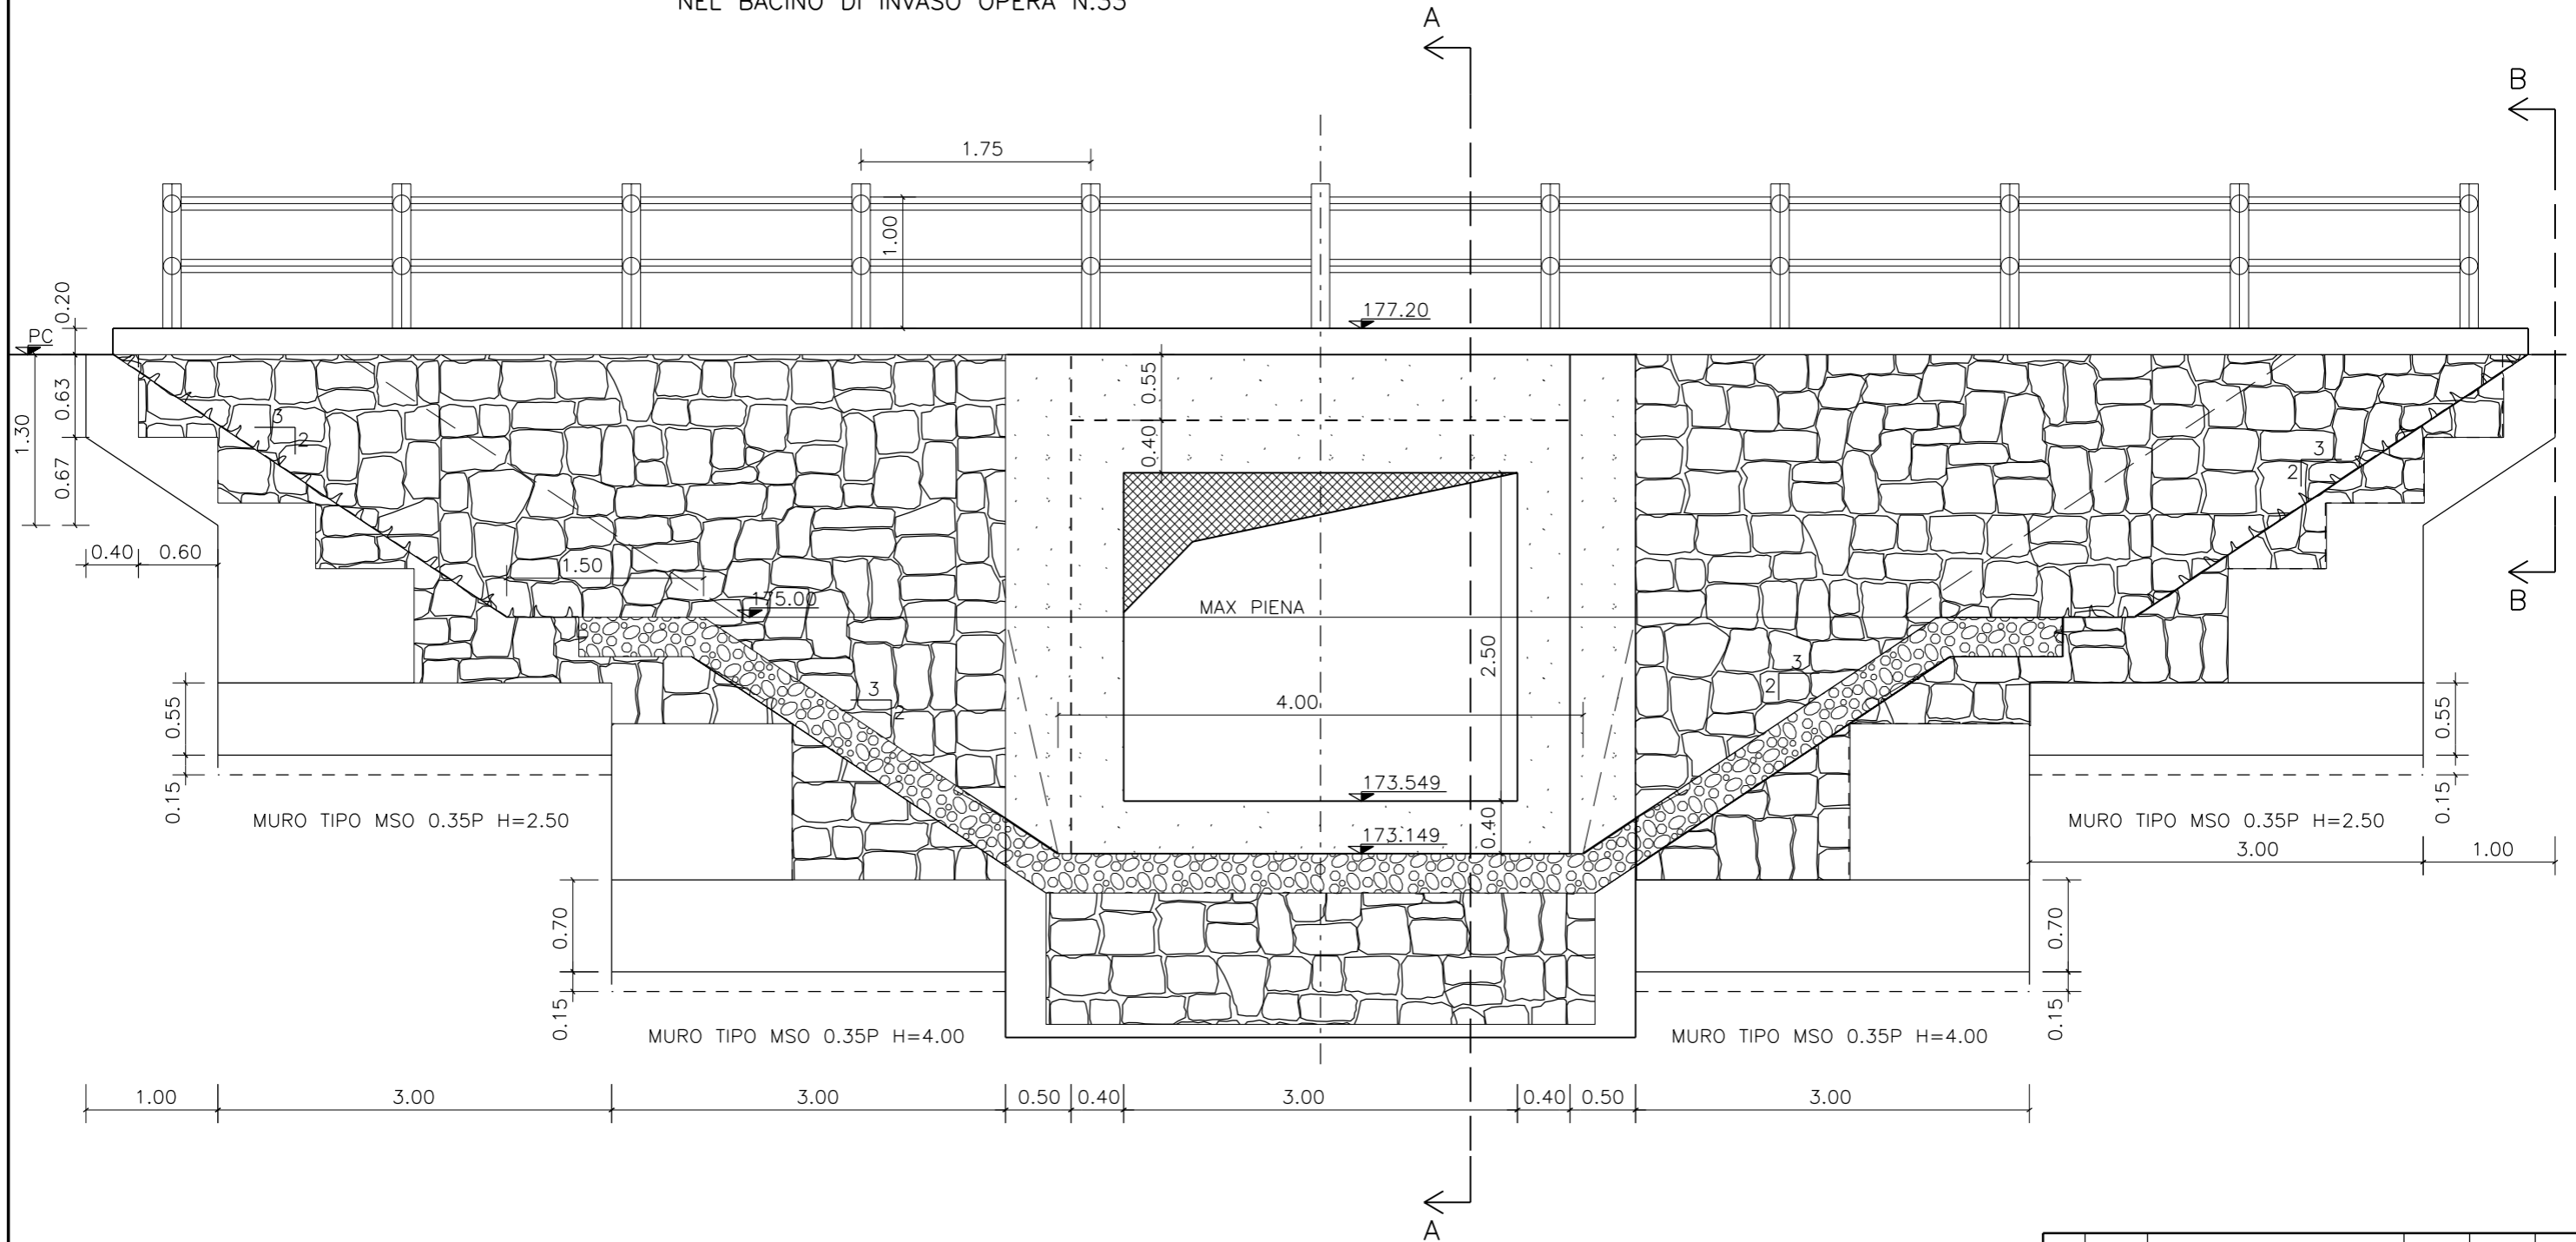 NEL BACINO DI INVASO OPERA N.33
A
B
1.75
1.00
0.20
177.20
PC
0.55
0.63
1.30
3
2
0.40
3
2
0.67
0.40 0.60
1.50
175.00
MAX PIENA
B
2.50
3
2
3
2
4.00
0.55
0.55
173.549
0.15
0.15
MURO TIPO MSO 0.35P H=2.50
MURO TIPO MSO 0.35P H=2.50
173.149
0.40
3.00 1.00
0.70
0.70
0.15
0.15
MURO TIPO MSO 0.35P H=4.00
MURO TIPO MSO 0.35P H=4.00
1.00 3.00 3.00 0.50 0.40 3.00 0.40 0.50 3.00
A